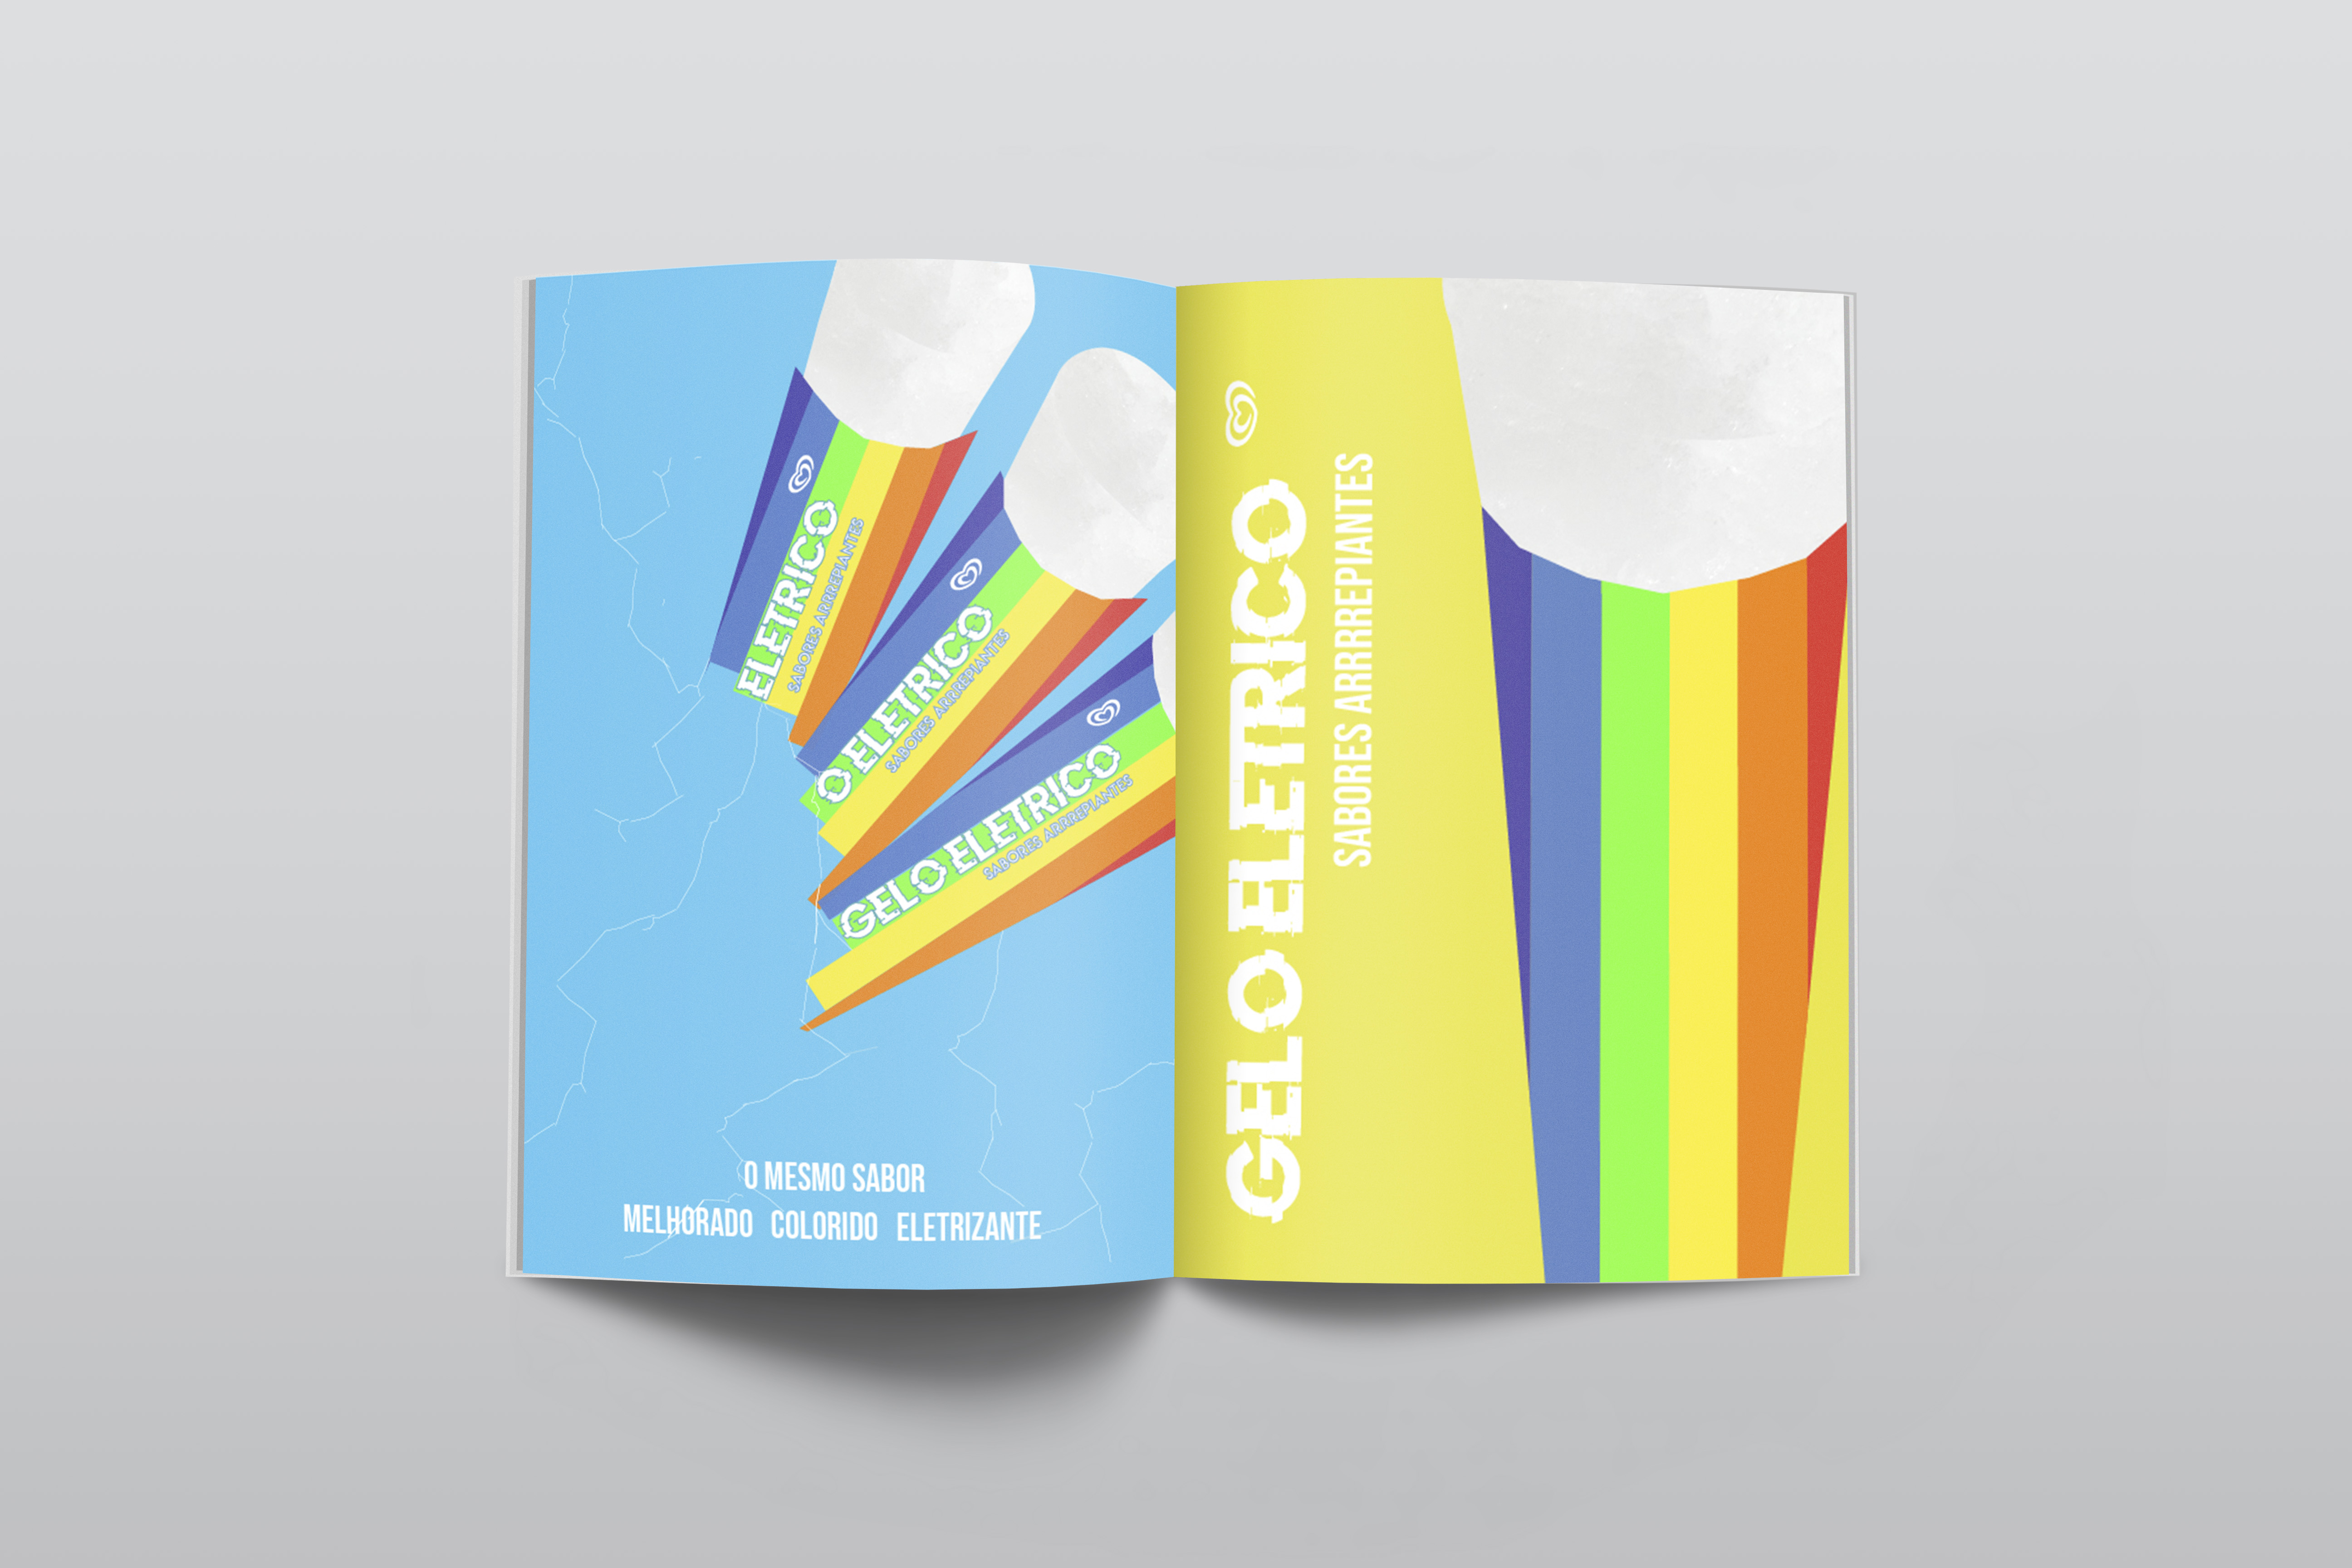 ELETRICO
SABORES ARRREPIANTES
O ELETRICO
SABORES ARRREPIANTES
GELO ELETRICO
SABORES ARRREPIANTES
O MESMO SABOR
MELHORADO COLORIDO ELETRIZANTE
GELO ELETRICO
SABORES ARRRREPIANTES